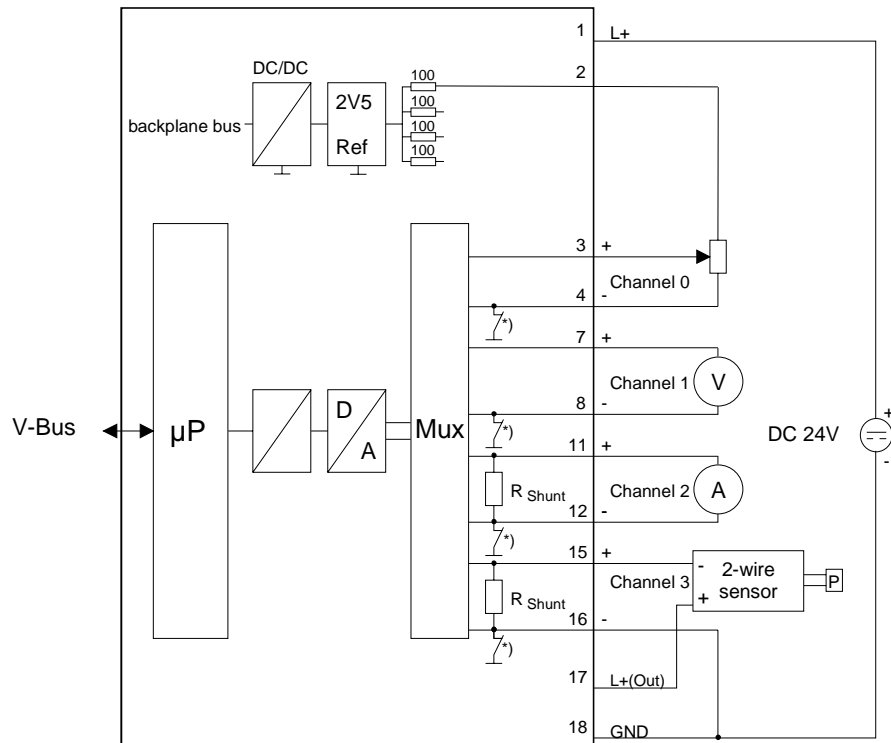 1 L+
2
DC/DC
100
2V5
100
backplane bus
100
Ref
100
3 +
Channel 0
4 -
*)
7 +
Channel 1 V
8 -
*)
V-Bus
µP
D
A
Mux
DC 24V
+
-
11 +
R Shunt
Channel 2 A
12 -
*)
15 +
Channel 3
- 2-wire
+ sensor
P
R Shunt
16 -
*)
17 L+(Out)
18 GND